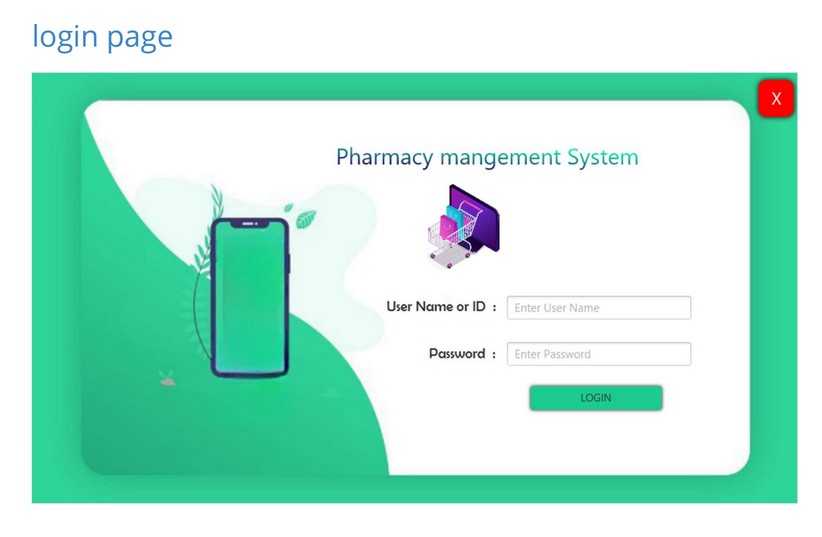 login page
X
Pharmacy mangement System
User Name or ID :
Enter User Name
Password :
Enter Password
LOGIN